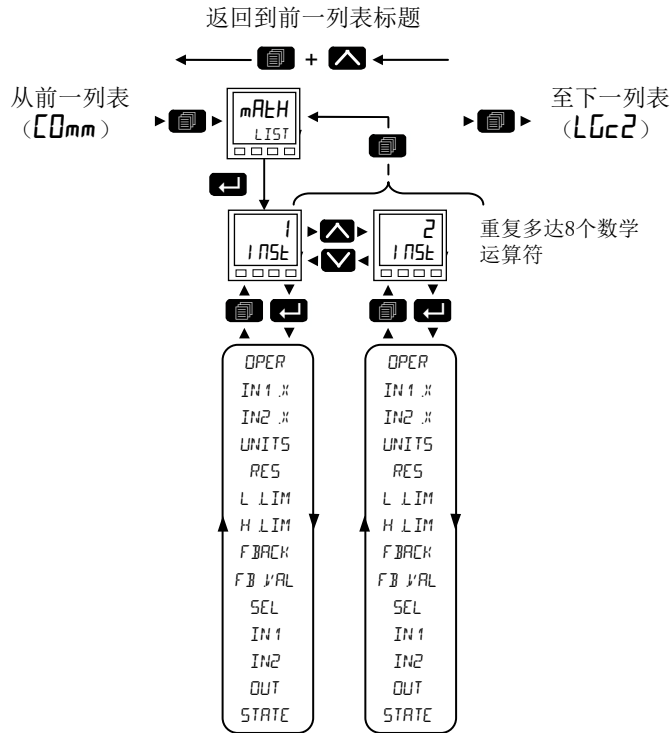 返回到前一列表标题
+
从前一列表
（COmm）
mAtH
LIST
至下一列表
（LGc2）
1
INSt
2
INSt
重复多达8个数学
运算符
OPER
IN1.X
IN2.X
UNITS
RES
L.LIM
H.LIM
F.BACK
FB.VAL
SEL
IN1
IN2
OUT
STATE
OPER
IN1.X
IN2.X
UNITS
RES
L.LIM
H.LIM
F.BACK
FB.VAL
SEL
IN1
IN2
OUT
STATE